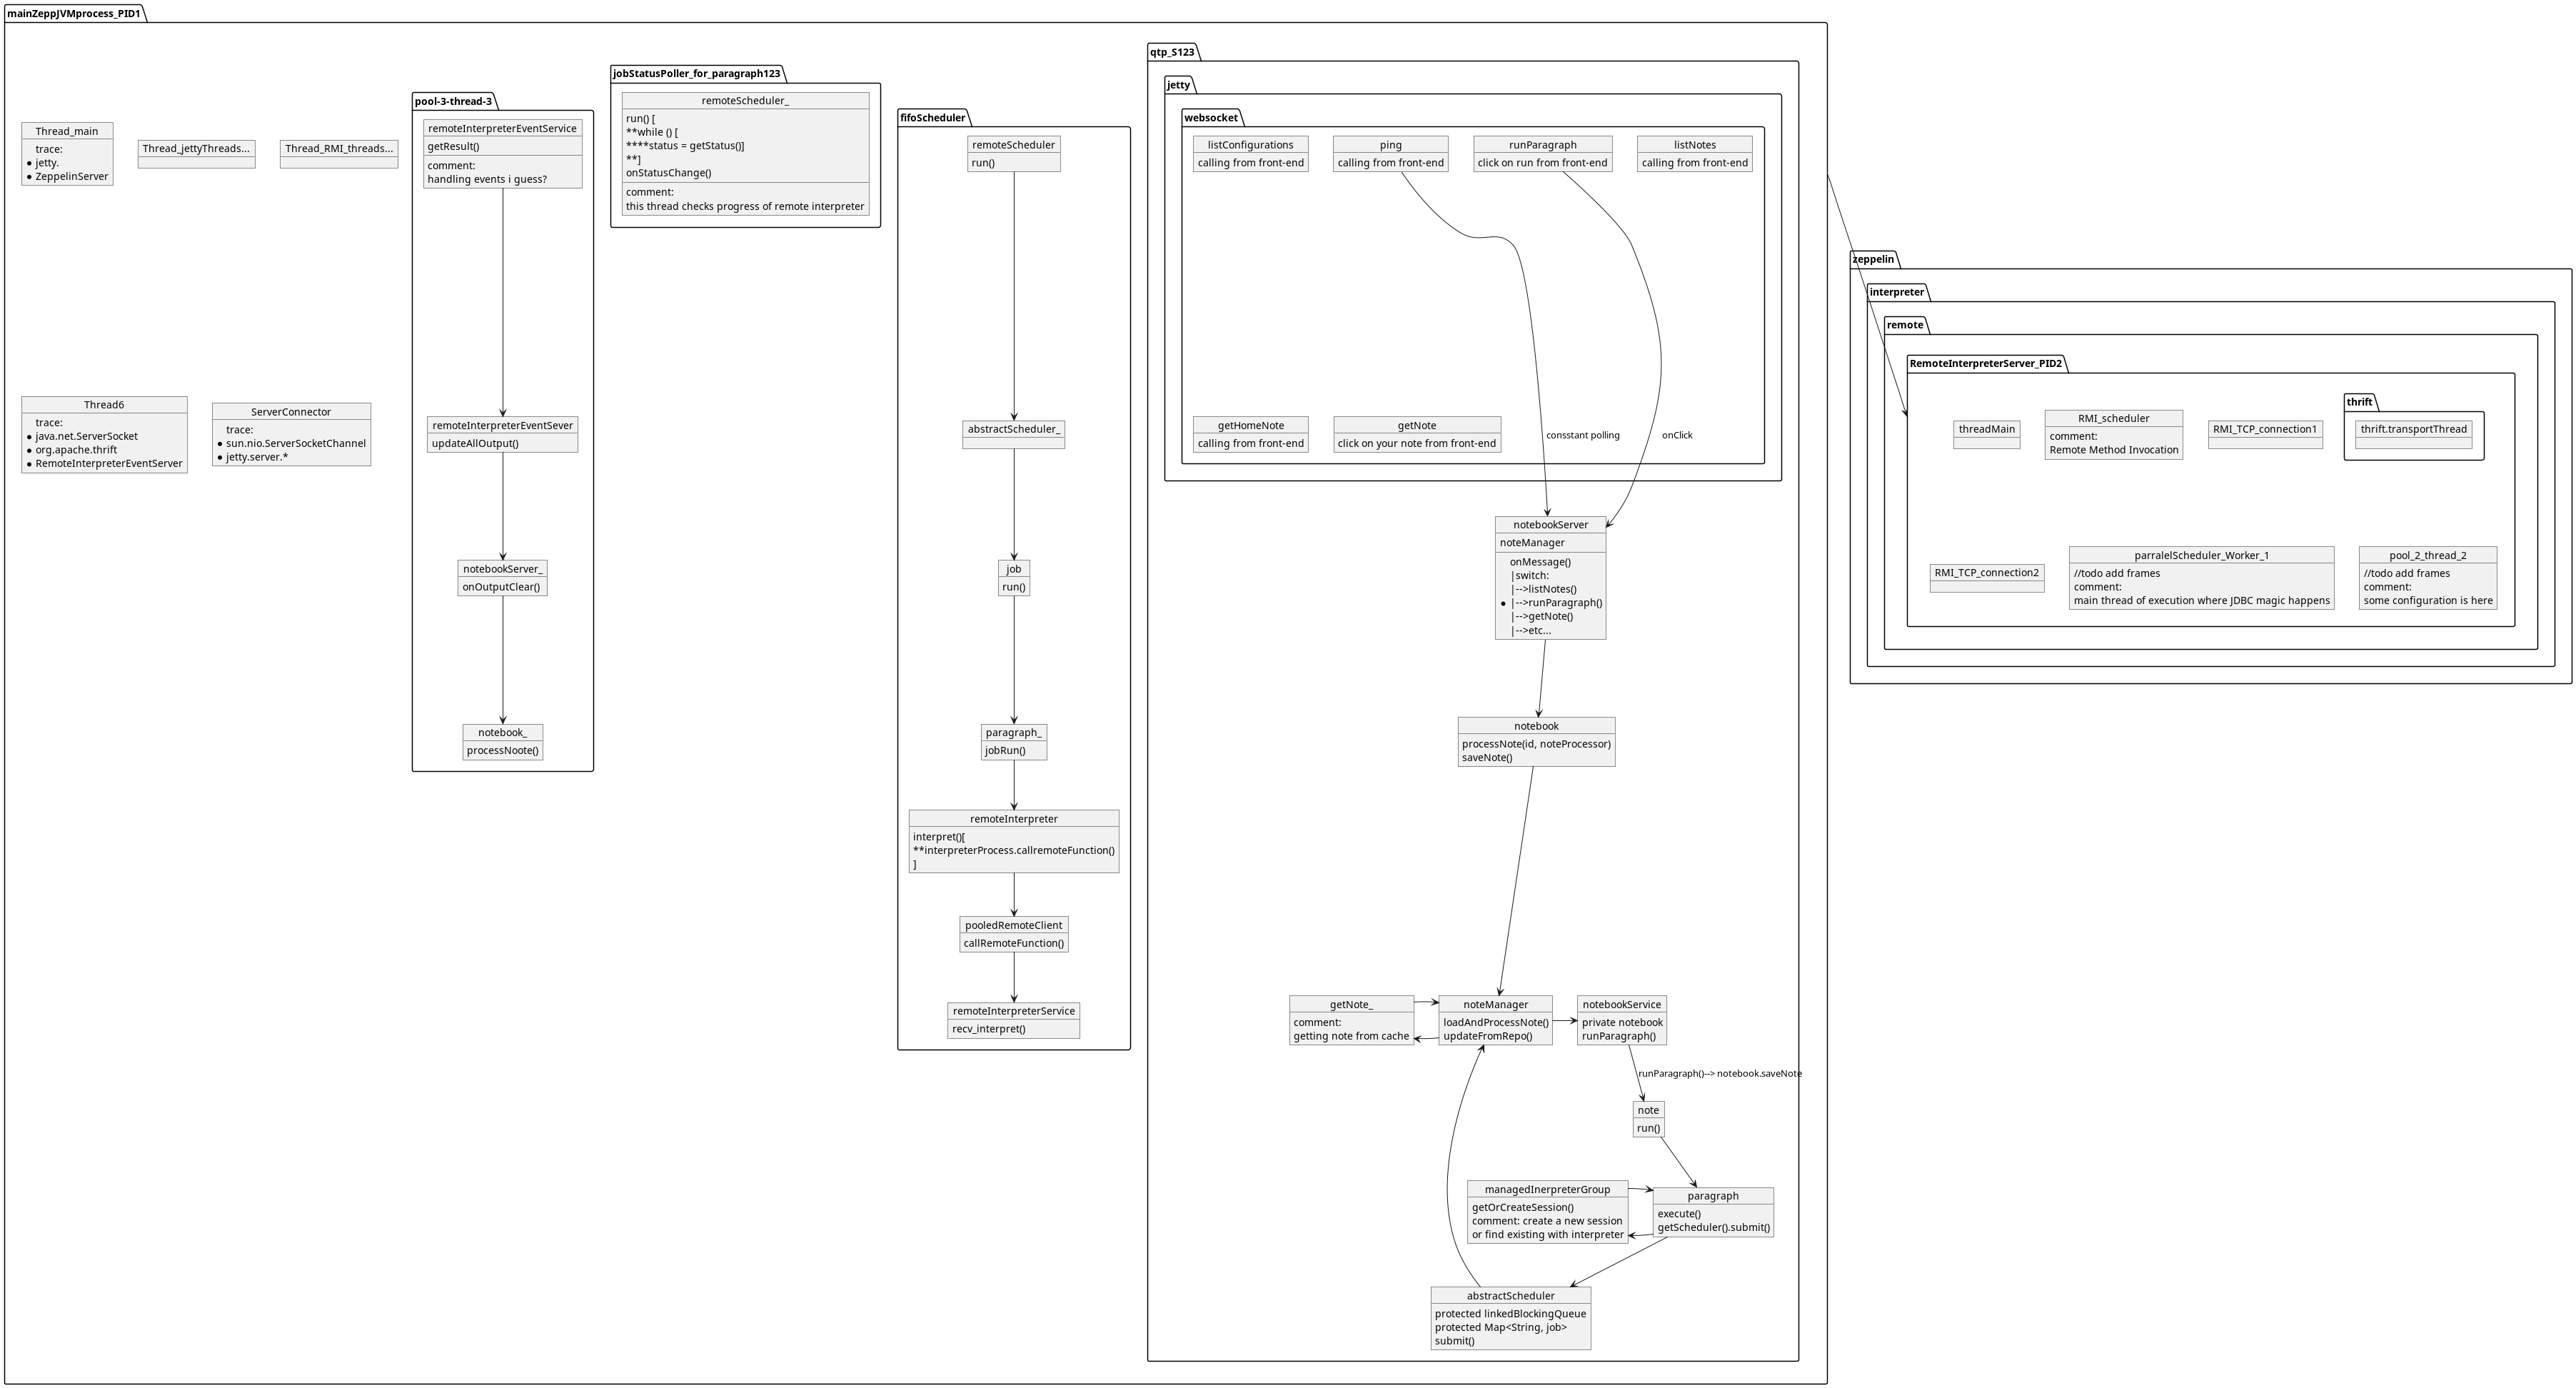 mainZeppJVMprocess_PID1
Thread_main
trace:
jetty.
ZeppelinServer
Thread_jettyThreads...
Thread_RMI_threads...
Thread6
trace:
java.net.ServerSocket
org.apache.thrift
RemoteInterpreterEventServer
ServerConnector
trace:
sun.nio.ServerSocketChannel
jetty.server.*
pool-3-thread-3
remoteInterpreterEventService
getResult()
comment:
handling events i guess?
remoteInterpreterEventSever
updateAllOutput()
notebookServer_
onOutputClear()
notebook_
processNoote()
jobStatusPoller_for_paragraph123
remoteScheduler_
run() [
**while () [
****status = getStatus()]
**]
onStatusChange()
comment:
this thread checks progress of remote interpreter
fifoScheduler
remoteScheduler
run()
abstractScheduler_
job
run()
paragraph_
jobRun()
remoteInterpreter
interpret()[
**interpreterProcess.callremoteFunction()
]
pooledRemoteClient
callRemoteFunction()
remoteInterpreterService
recv_interpret()
qtp_S123
jetty
websocket
listConfigurations
calling from front-end
ping
calling from front-end
runParagraph
click on run from front-end
listNotes
calling from front-end
getHomeNote
calling from front-end
getNote
click on your note from front-end
consstant polling
onClick
notebookServer
noteManager
onMessage()
|switch:
|-->listNotes()
|-->runParagraph()
|-->getNote()
|-->etc...
notebook
processNote(id, noteProcessor)
saveNote()
getNote_
comment:
getting note from cache
noteManager
loadAndProcessNote()
updateFromRepo()
notebookService
private notebook
runParagraph()
runParagraph()--> notebook.saveNote
note
run()
managedInerpreterGroup
getOrCreateSession()
comment: create a new session
or find existing with interpreter
paragraph
execute()
getScheduler().submit()
abstractScheduler
protected linkedBlockingQueue
protected Map<String, job>
submit()
zeppelin
interpreter
remote
RemoteInterpreterServer_PID2
threadMain
RMI_scheduler
comment:
Remote Method Invocation
RMI_TCP_connection1
thrift
thrift.transportThread
RMI_TCP_connection2
parralelScheduler_Worker_1
//todo add frames
comment:
main thread of execution where JDBC magic happens
pool_2_thread_2
//todo add frames
comment:
some configuration is here